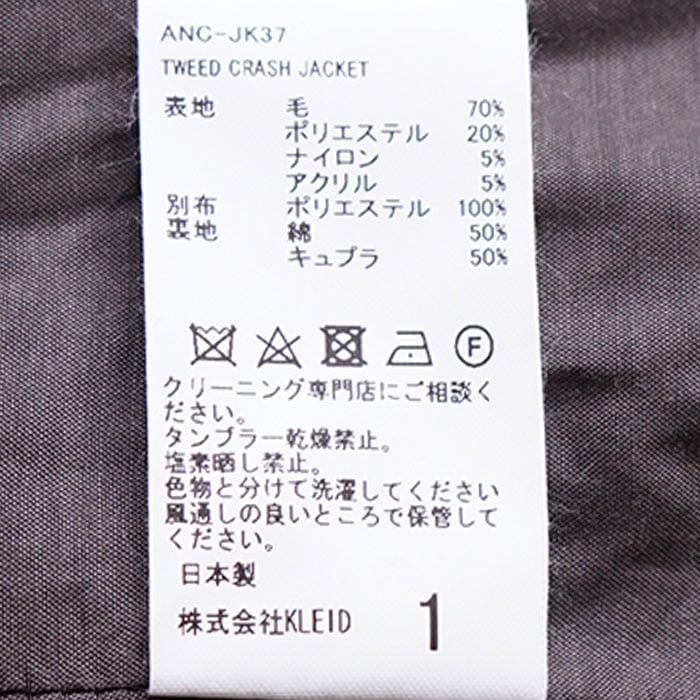 ANC-JK37
TWEED CRASH JACKET
表地 毛 70%
ポリエステル 20%
ナイロン 5%
アクリル 5%
別布 ポリエステル 100%
裏地 綿 50%
キュプラ 50%
F
クリーニング専門店にご相談く
ださい。
タンブラー乾燥禁止。
塩素晒し禁止。
色物と分けて洗濯してください
風通しの良いところで保管して
ください。
日本製
株式会社KLEID 1